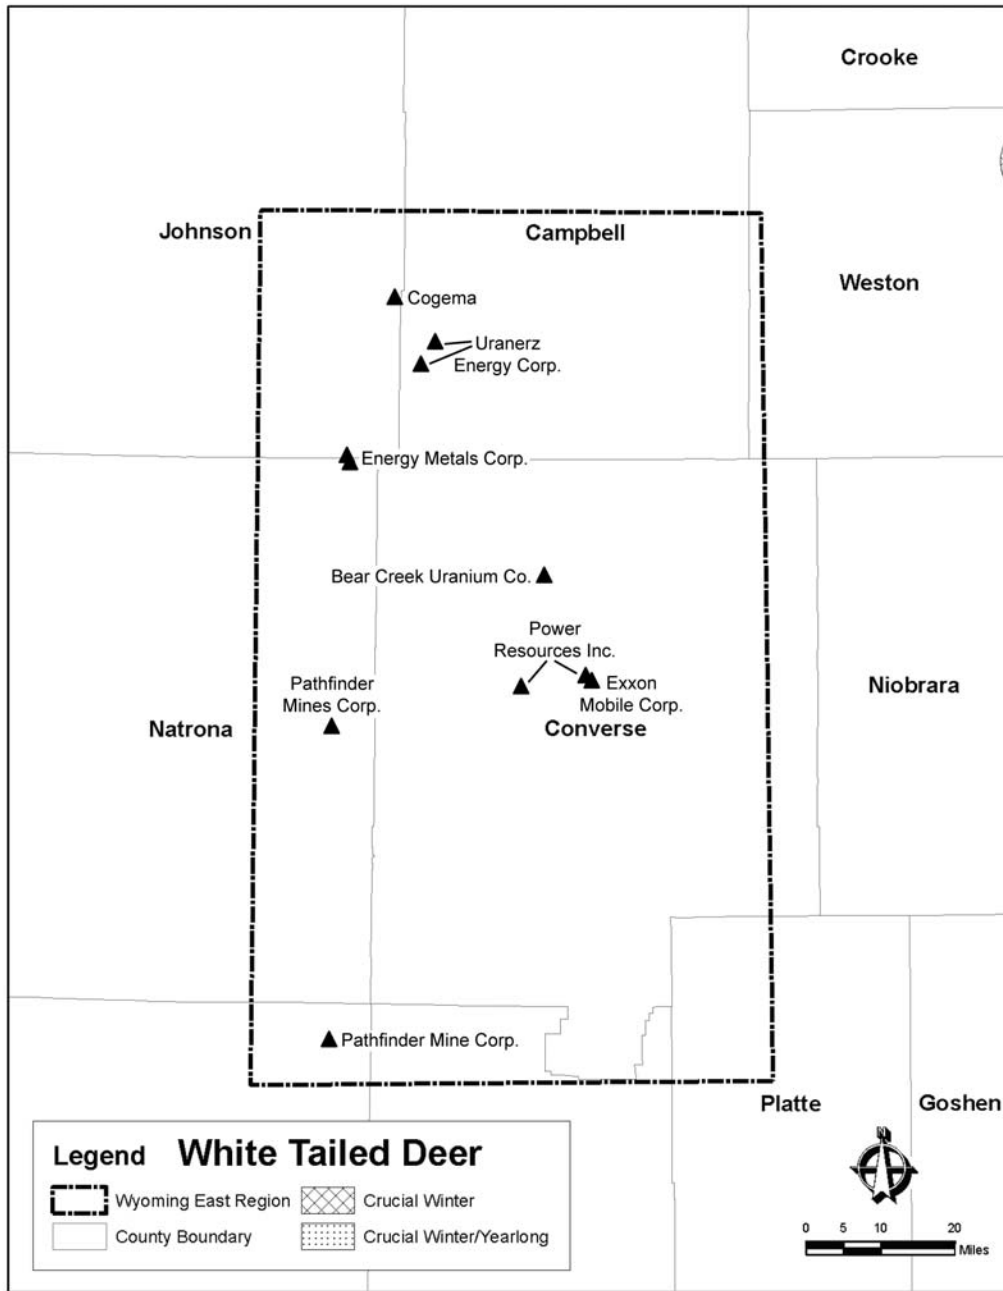 Crooke
Johnson
Campbell
Weston
Cogema
Uranerz
Energy Corp.
Energy Metals Corp.
Bear Creek Uranium Co.
Power
Resources Inc.
Pathfinder
Mines Corp.
Exxon
Mobile Corp.
Niobrara
Natrona
Converse
Pathfinder Mine Corp.
Platte
Goshen
Legend White Tailed Deer
Wyoming East Region
Crucial Winter
County Boundary
Crucial Winter/Yearlong
N
0 5 10 20
Miles